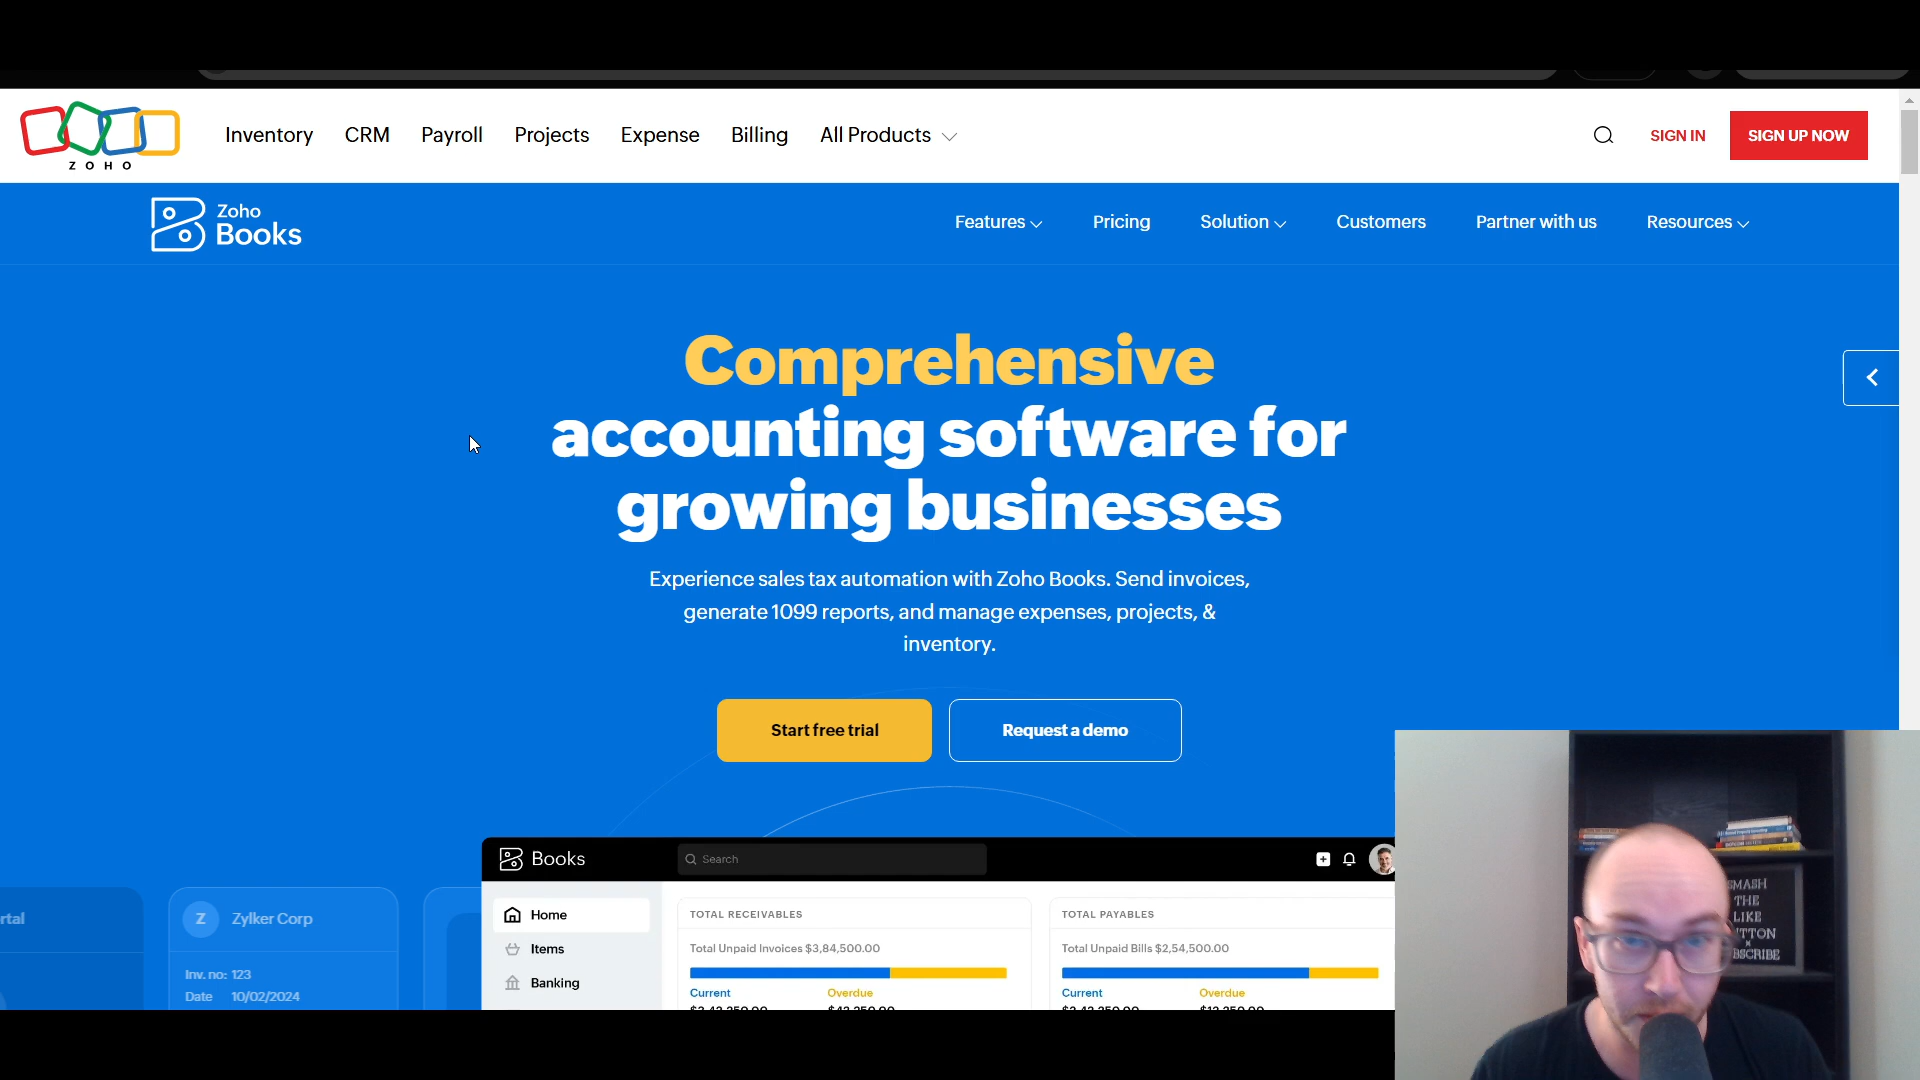 ZOHO
Inventory CRM Payroll Projects Expense Billing All Products
SIGN IN SIGN UP NOW
Zoho
Books
Features Pricing Solution Customers Partner with us Resources
Comprehensive
accounting software for
growing businesses
Experience sales tax automation with Zoho Books. Send invoices,
generate 1099 reports, and manage expenses, projects, &
inventory.
Start free trial Request a demo
Books Search
Home
Items
Banking
TOTAL RECEIVABLES
Total Unpaid Invoices $3,84,500.00
Current Overdue
TOTAL PAYABLES
Total Unpaid Bills $2,54,500.00
Current Overdue
Z Zylker Corp
Inv. no: 123
Date 10/02/2024
SMASH
THE
LIKE